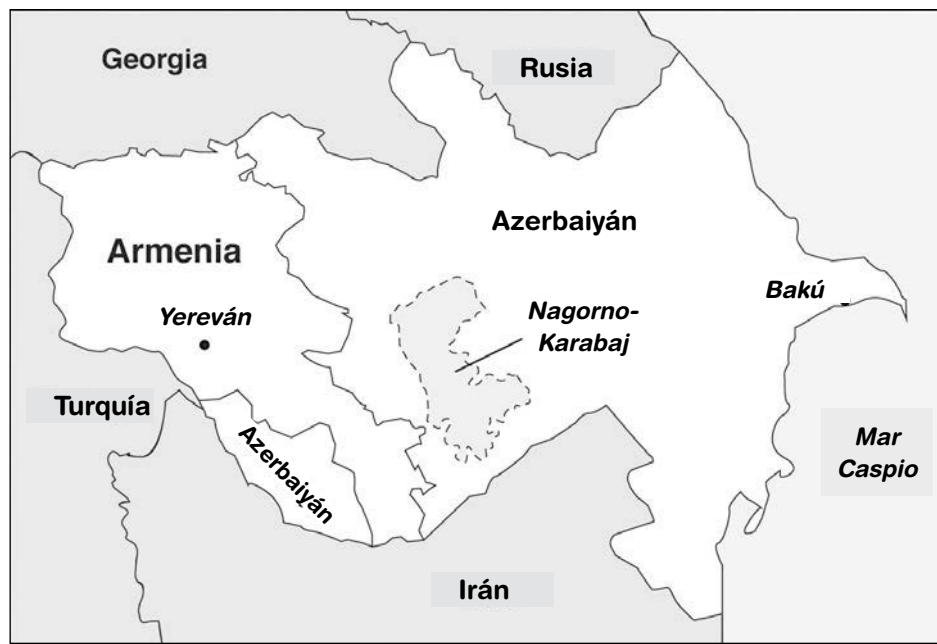 Georgia
Rusia
Azerbaiyán
Armenia
Bakú
Nagorno-
Karabaj
Yereván
Turquía
Azerbaiyán
Mar
Caspio
Irán